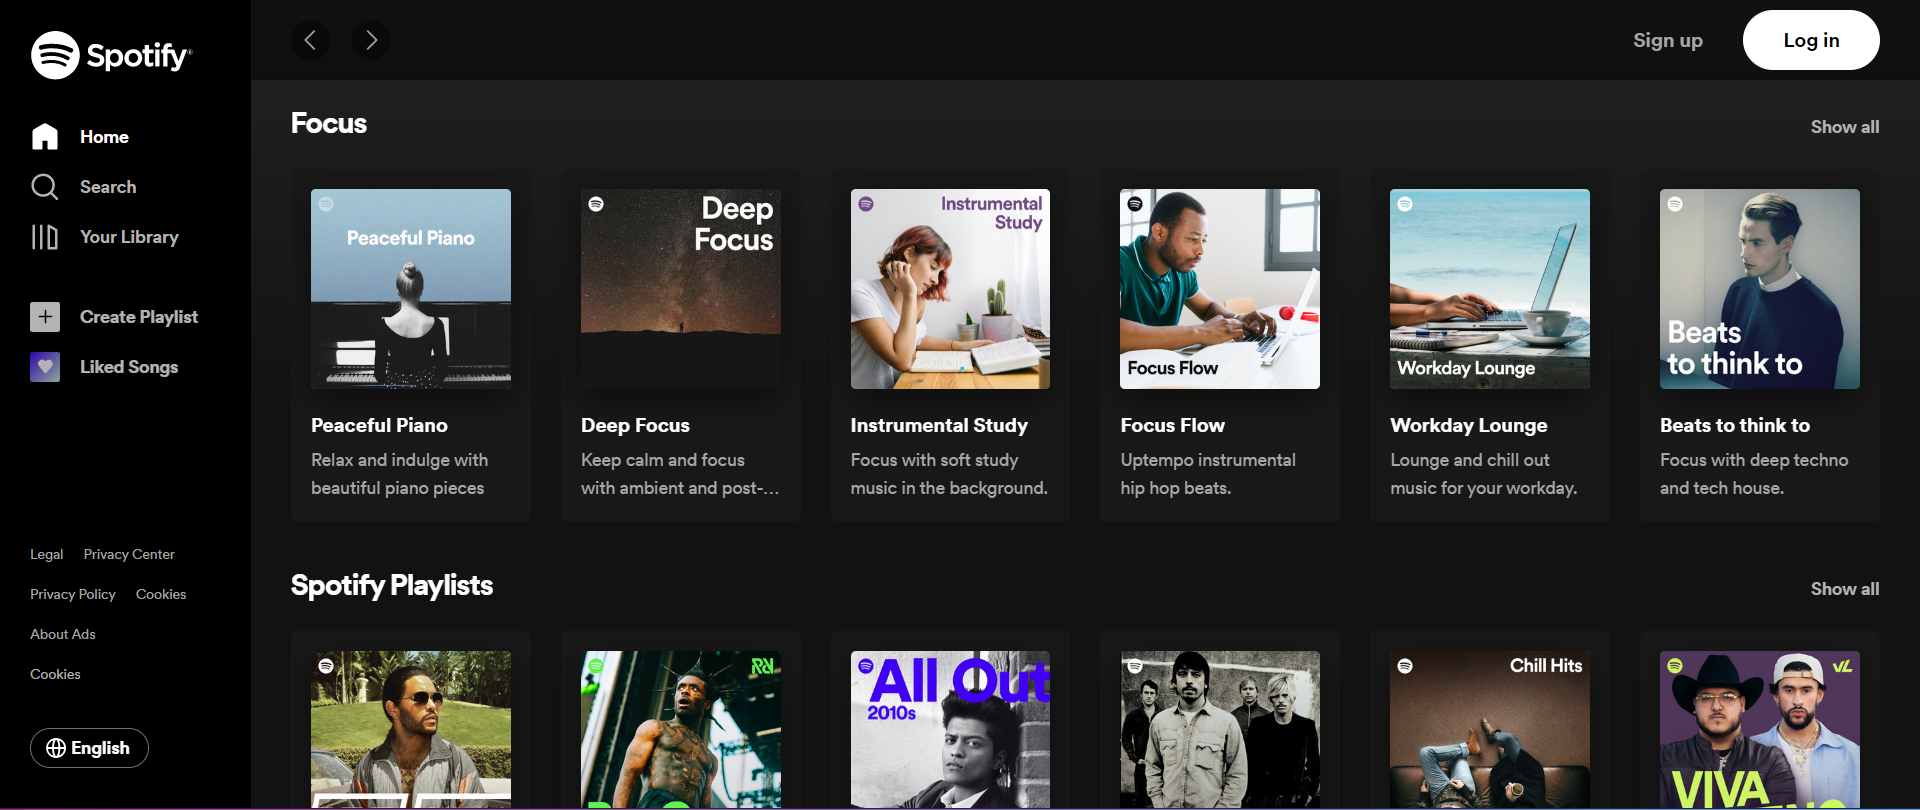 Spotify
Home
Search
Your Library
Create Playlist
Liked Songs
Legal Privacy Center
Privacy Policy Cookies
About Ads
Cookies
English
Sign up
Log in
Focus
Show all
Peaceful Piano
Deep
Focus
Instrumental
Study
Focus Flow
Workday Lounge
Beats
to think to
Peaceful Piano
Relax and indulge with
beautiful piano pieces
Deep Focus
Keep calm and focus
with ambient and post-...
Instrumental Study
Focus with soft study
music in the background.
Focus Flow
Uptempo instrumental
hip hop beats.
Workday Lounge
Lounge and chill out
music for your workday.
Beats to think to
Focus with deep techno
and tech house.
Spotify Playlists
Show all
All Out
2010s
Chill Hits
VL
VIVA